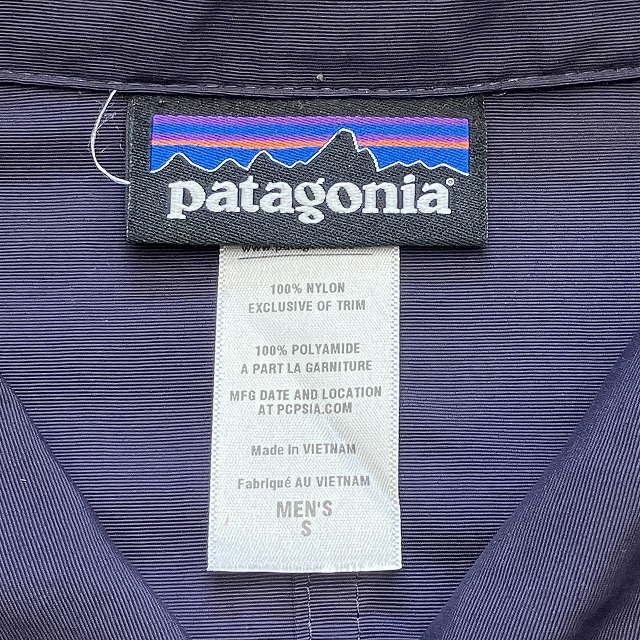 patagonia
100% NYLON
EXCLUSIVE OF TRIM
100% POLYAMIDE
A PART LA GARNITURE
MFG DATE AND LOCATION
AT PCPSIA.COM
Made in VIETNAM
Fabriqué AU VIETNAM
MEN'S
S